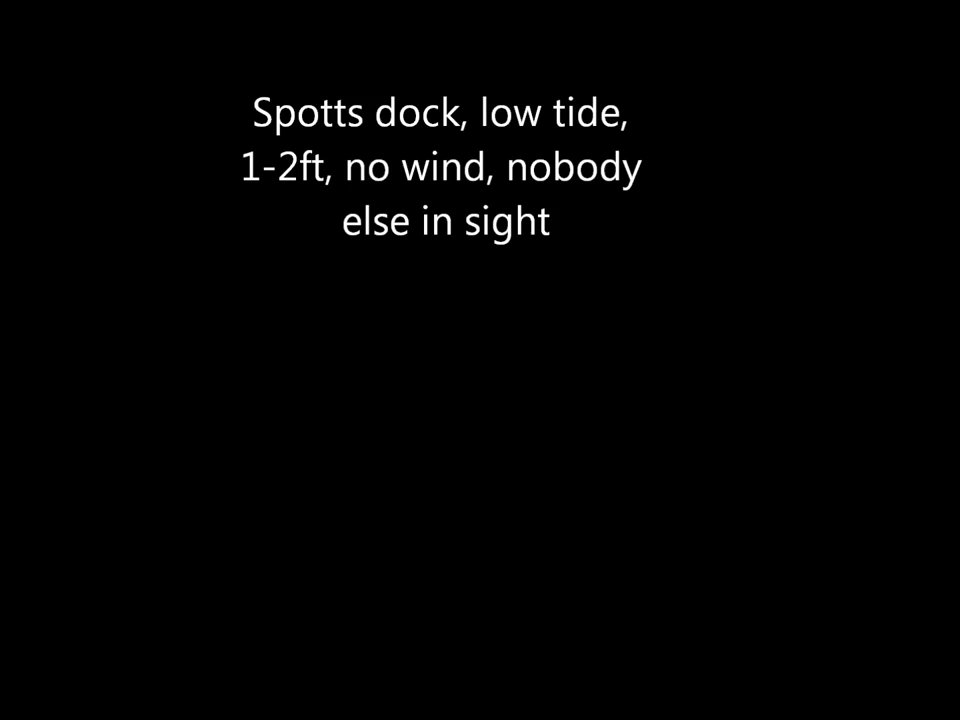 Spotts dock, low tide,
1-2ft, no wind, nobody
else in sight